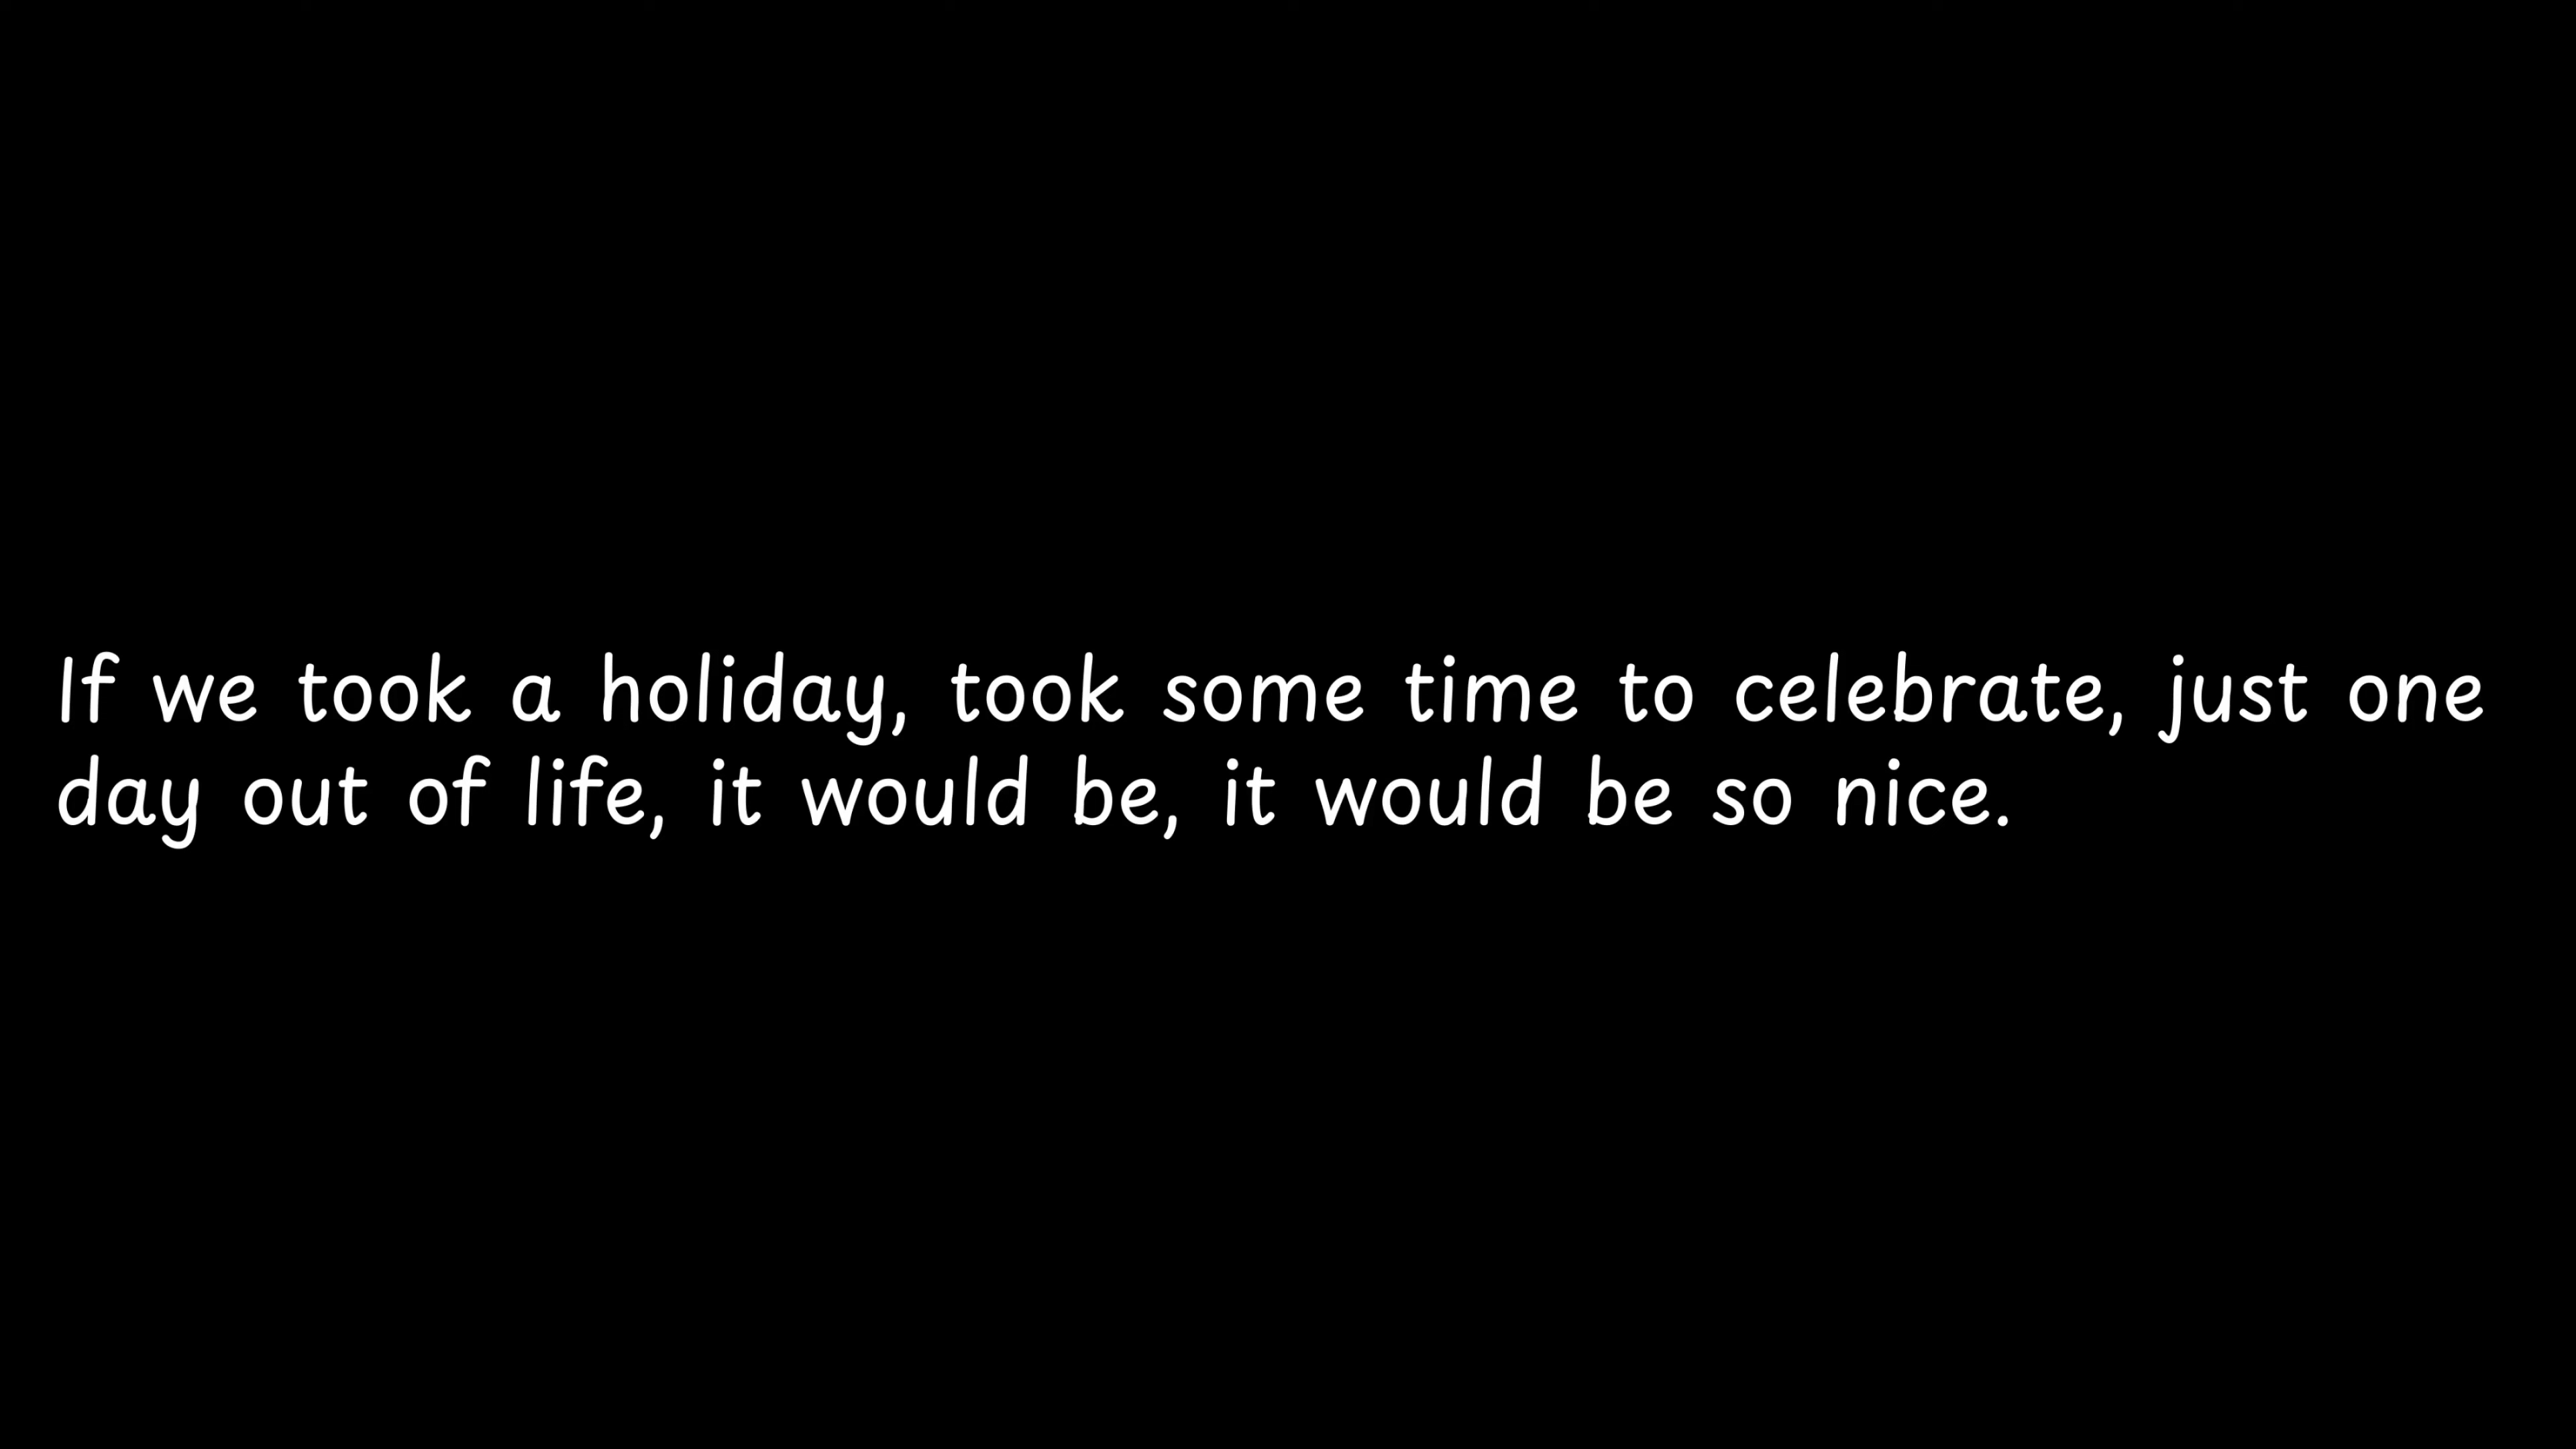 If we took a holiday, took some time to celebrate, just one
day out of life, it would be, it would be so nice.